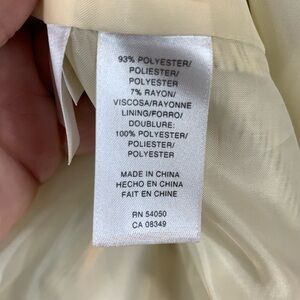 93% POLYESTER/
POLIESTER/
POLYESTER
7% RAYON/
VISCOSA/RAYONNE
LINING/FORRO/
DOUBLURE:
100% POLYESTER/
POLIESTER/
POLYESTER
MADE IN CHINA
HECHO EN CHINA
FAIT EN CHINE
RN 54050
CA 08349